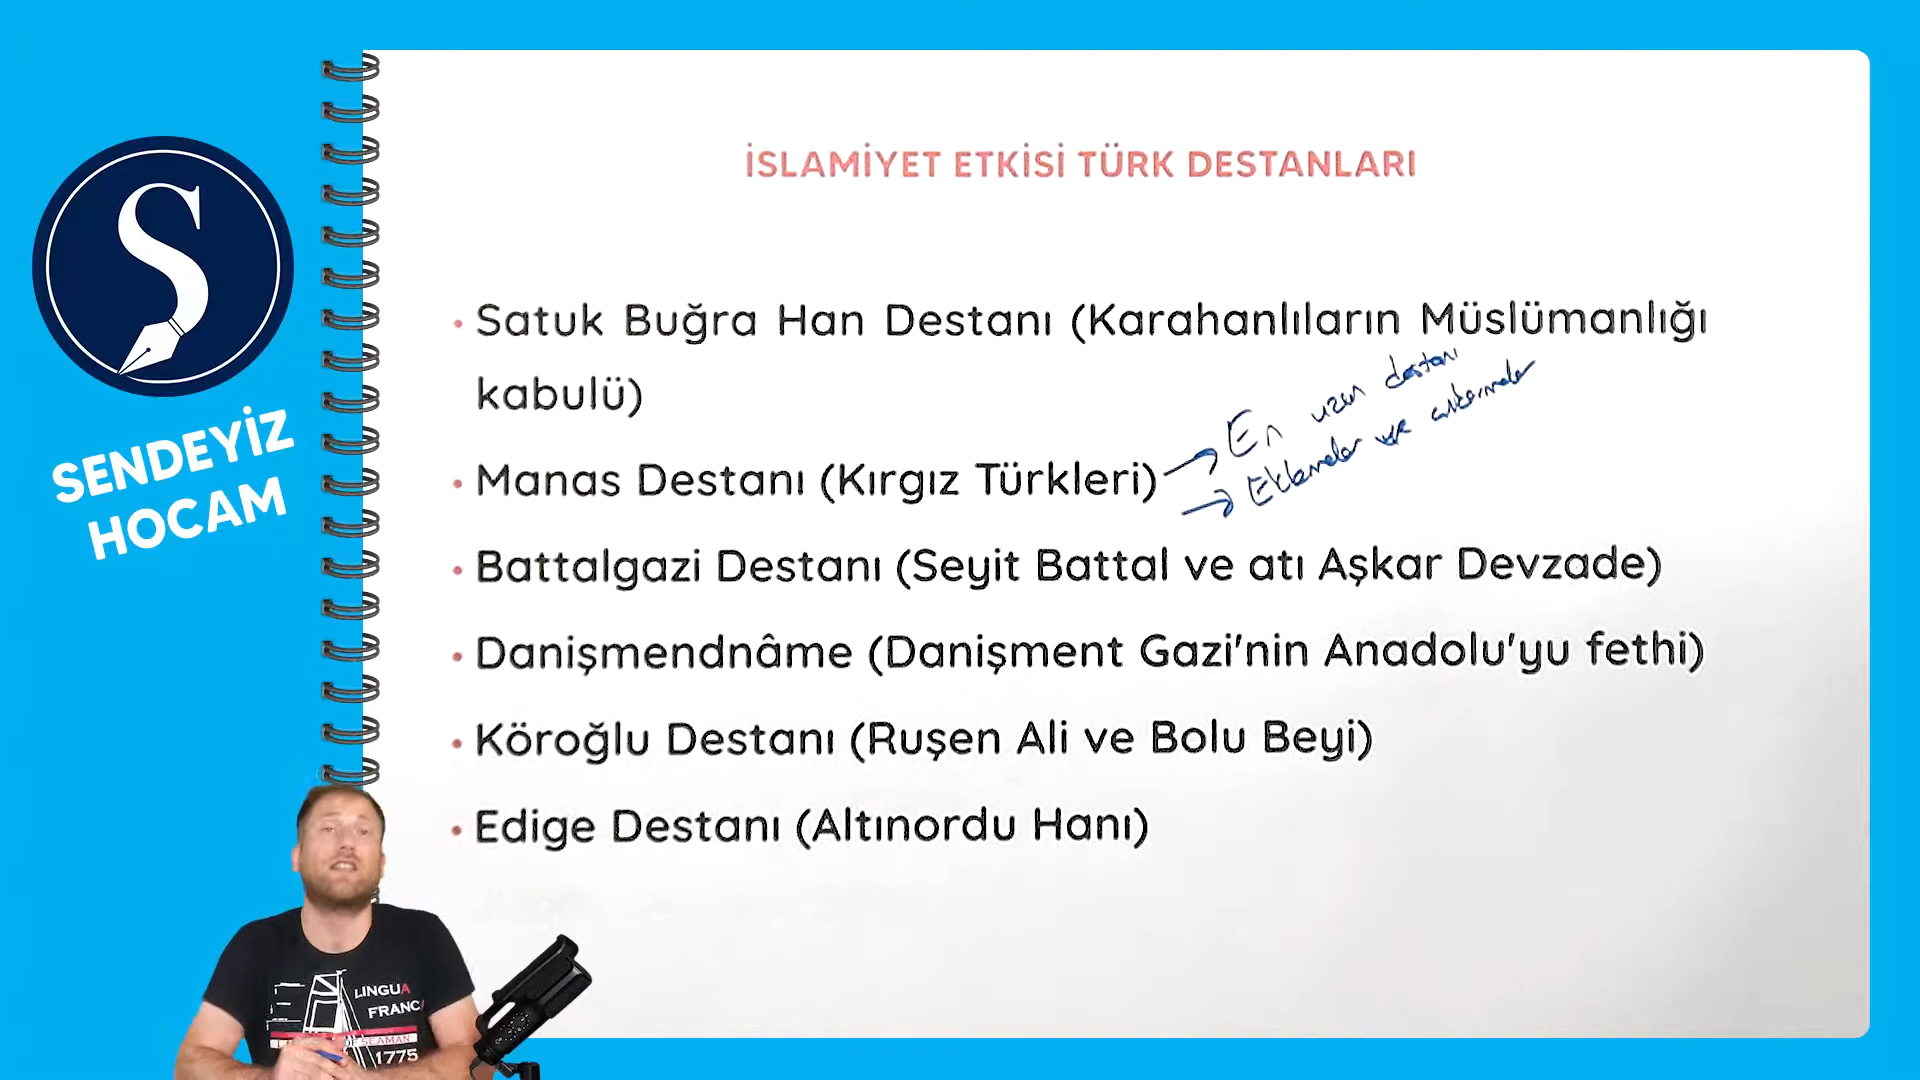 SENDEYİZ
HOCAM
İSLAMİYET ETKİSİ TÜRK DESTANLARI
• Satuk Buğra Han Destanı (Karahanlıların Müslümanlığı
kabulü)
• Manas Destanı (Kırgız Türkleri)
→ En uzun destanı
→ Eklemeler ve
• Battalgazi Destanı (Seyit Battal ve atı Aşkar Devzade)
• Danişmendnâme (Danişment Gazi'nin Anadolu'yu fethi)
• Köroğlu Destanı (Ruşen Ali ve Bolu Beyi)
• Edige Destanı (Altınordu Hanı)
LINGUA
FRANC
SEAMAN
1775